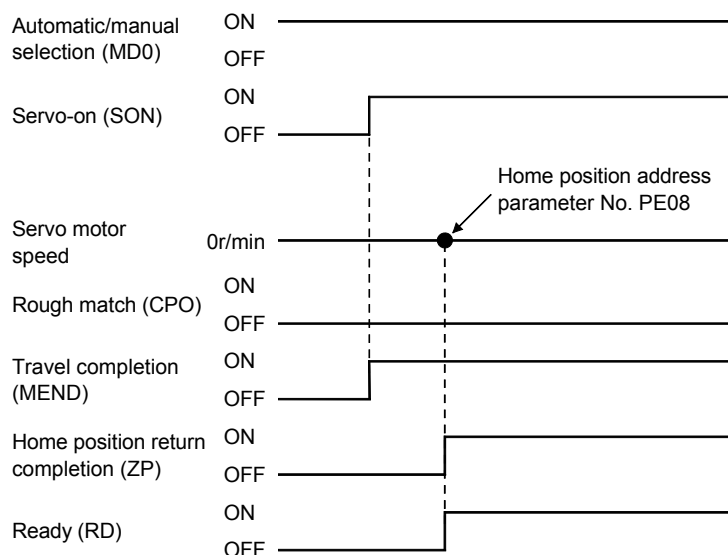 Automatic/manual
selection (MD0)
ON
OFF
Servo-on (SON)
ON
OFF
Home position address
parameter No. PE08
Servo motor
speed
0r/min
Rough match (CPO)
ON
OFF
Travel completion
(MEND)
ON
OFF
Home position return
completion (ZP)
ON
OFF
Ready (RD)
ON
OFF